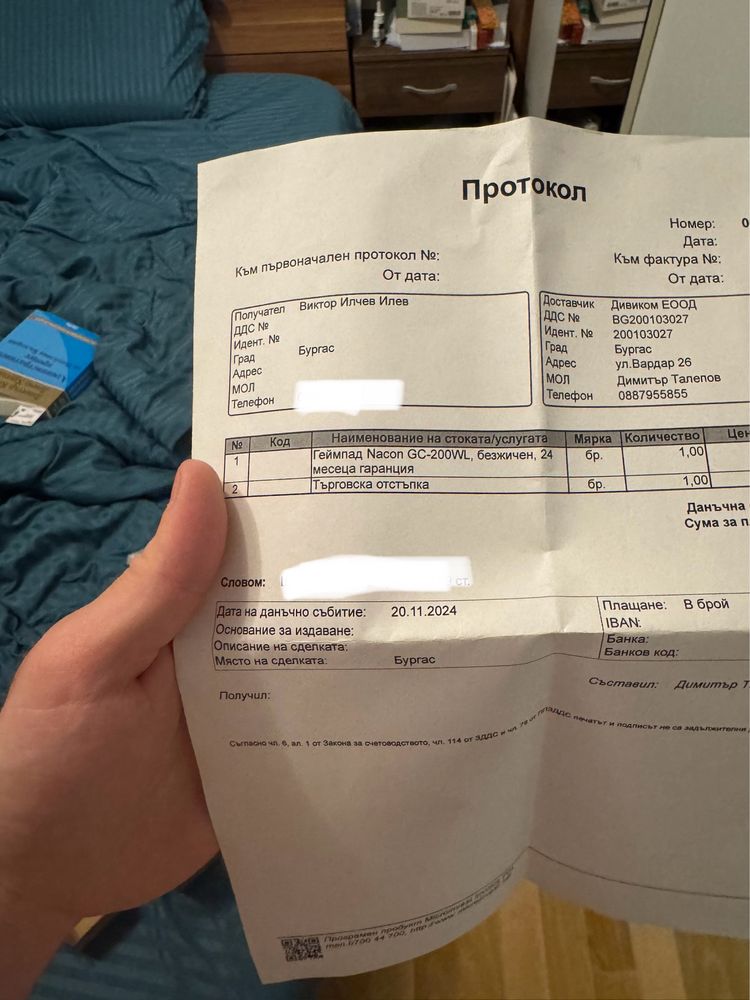 Протокол
Номер: 0
Дата:
Към първоначален протокол №:
Към фактура №:
От дата:
От дата:
Получател Виктор Илчев Илев
ДДС №
Идент. №
Град Бургас
Адрес
МОЛ
Телефон
Доставчик Дивиком ЕООД
ДДС № BG200103027
Идент. № 200103027
Град Бургас
Адрес ул.Вардар 26
МОЛ Димитър Талепов
Телефон 0887955855
№ Код Наименование на стоката/услугата Мярка Количество Цен
1 Геймпад Nacon GC-200WL, безжичен, 24 бр. 1,00
месеца гаранция
2 Търговска отстъпка бр. 1,00
Данъчна
Сума за п
Словом: ст.
Дата на данъчно събитие: 20.11.2024
Основание за издаване:
Описание на сделката:
Място на сделката: Бургас
Плащане: В брой
IBAN:
Банка:
Банков код:
Съставил: Димитър Т
Получил:
Съгласно чл. 6, ал. 1 от Закона за счетоводството, чл. 114 от ЗДДС и чл. 78 от ППЗДДС печатът и подписът не са задължителни
Програмен продукт